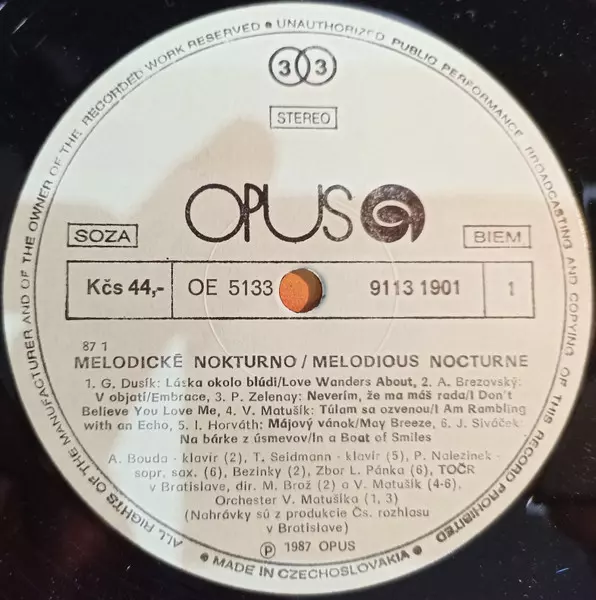 ALL RIGHTS OF THE MANUFACTURER AND OF THE OWNER OF THE RECORDED WORK RESERVED • UNAUTHORIZED PUBLIC PERFORMANCE BROADCASTING AND COPYING OF THIS RECORD PROHIBITED
33
STEREO
OPUS
SOZA
BIEM
Kčs 44,- OE 5133 9113 1901 1
87 1
MELODICKÉ NOKTURNO / MELODIOUS NOCTURNE
1. G. Dusík: Láska okolo blúdi/Love Wanders About, 2. A. Brezovský:
V objatí/Embrace, 3. P. Zelenay: Neverím, že ma máš rada/I Don't
Believe You Love Me, 4. V. Matušík: Túlam sa ozvenou/I Am Rambling
with an Echo, 5. I. Horváth: Májový vánok/May Breeze, 6. J. Siváček:
Na bárke z úsmevov/In a Boat of Smiles
A. Bouda - klavír (2), T. Seidmann - klavír (5), P. Nalezinek -
sopr. sax. (6), Bezinky (2), Zbor L. Pánka (6), TOČR
v Bratislave, dir. M. Brož (2) a V. Matušík (4-6),
Orchester V. Matušíka (1, 3)
(Nahrávky sú z produkcie Čs. rozhlasu
v Bratislave)
Ⓟ 1987 OPUS
• MADE IN CZECHOSLOVAKIA •